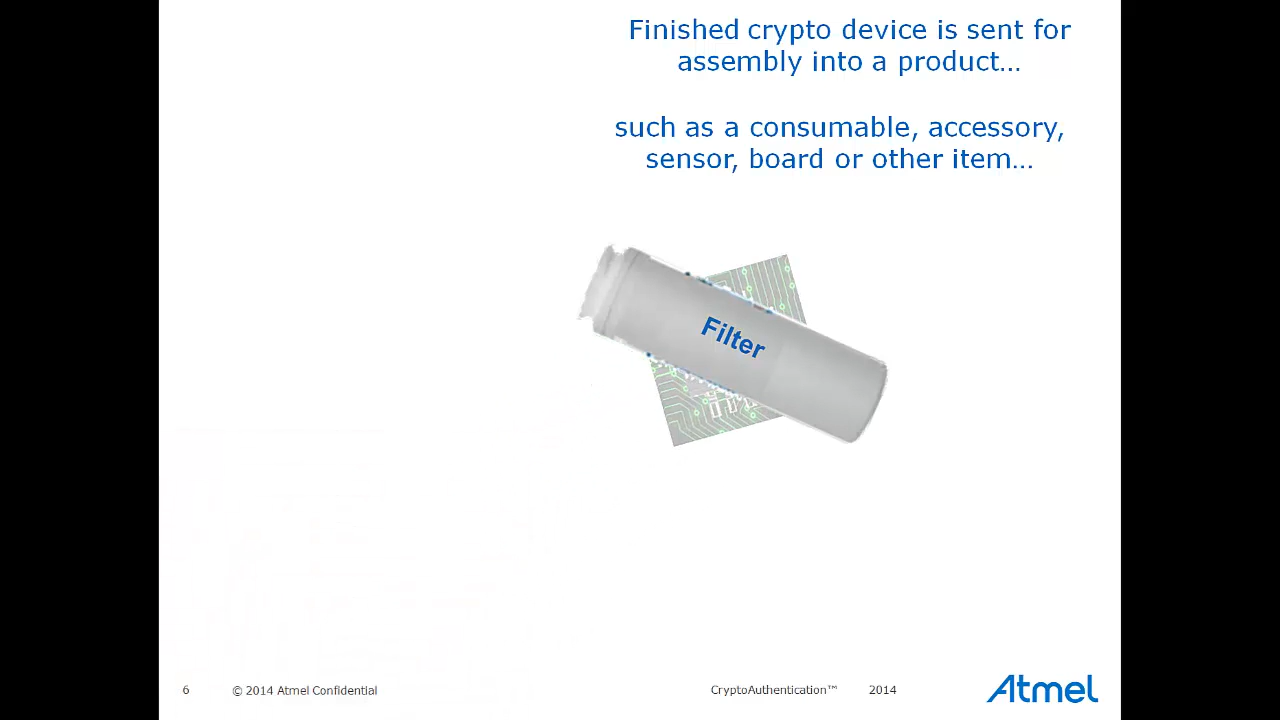 Finished crypto device is sent for
assembly into a product…
such as a consumable, accessory,
sensor, board or other item…
Filter
6
© 2014 Atmel Confidential
CryptoAuthentication™
2014
Atmel